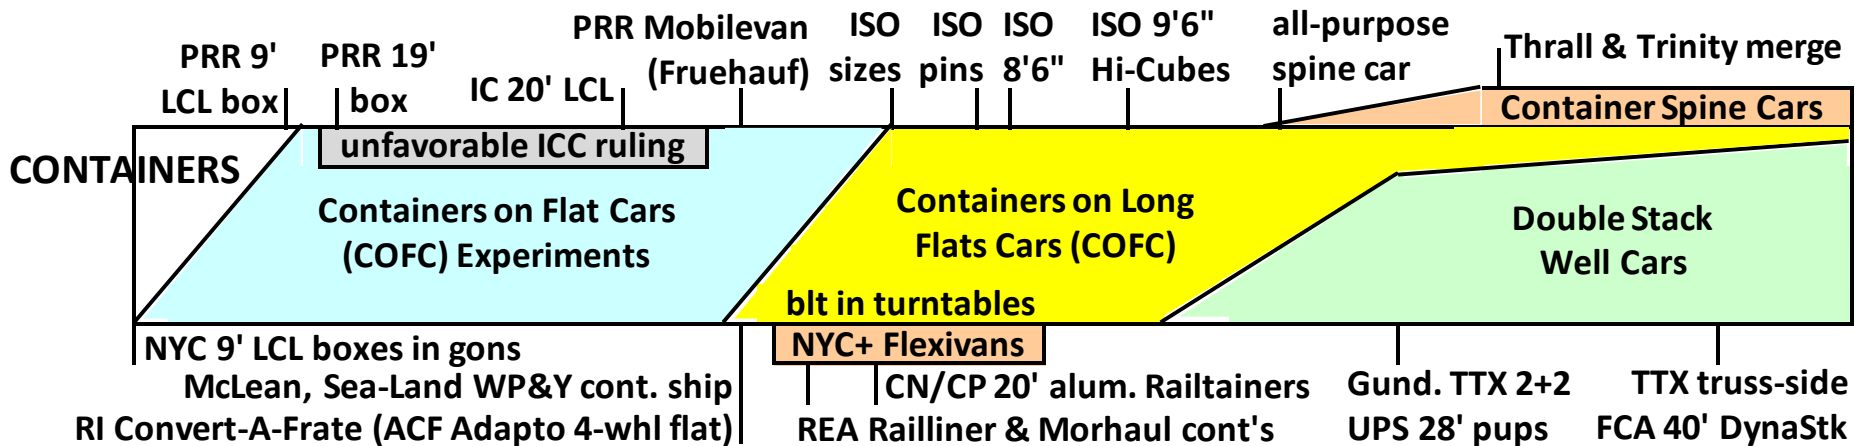 PRR 9'
LCL box
PRR 19'
box
IC 20' LCL
PRR Mobilevan
(Fruehauf)
ISO
sizes
ISO
pins
ISO
8'6"
ISO 9'6"
Hi-Cubes
all-purpose
spine car
Thrall & Trinity merge
Container Spine Cars
CONTAINERS
unfavorable ICC ruling
Containers on Flat Cars
(COFC) Experiments
Containers on Long
Flats Cars (COFC)
Double Stack
Well Cars
blt in turntables
NYC+ Flexivans
NYC 9' LCL boxes in gons
McLean, Sea-Land WP&Y cont. ship
RI Convert-A-Frate (ACF Adapto 4-whl flat)
CN/CP 20' alum. Railtainers
REA Railliner & Morhaul cont's
Gund. TTX 2+2
UPS 28' pups
TTX truss-side
FCA 40' DynaStk